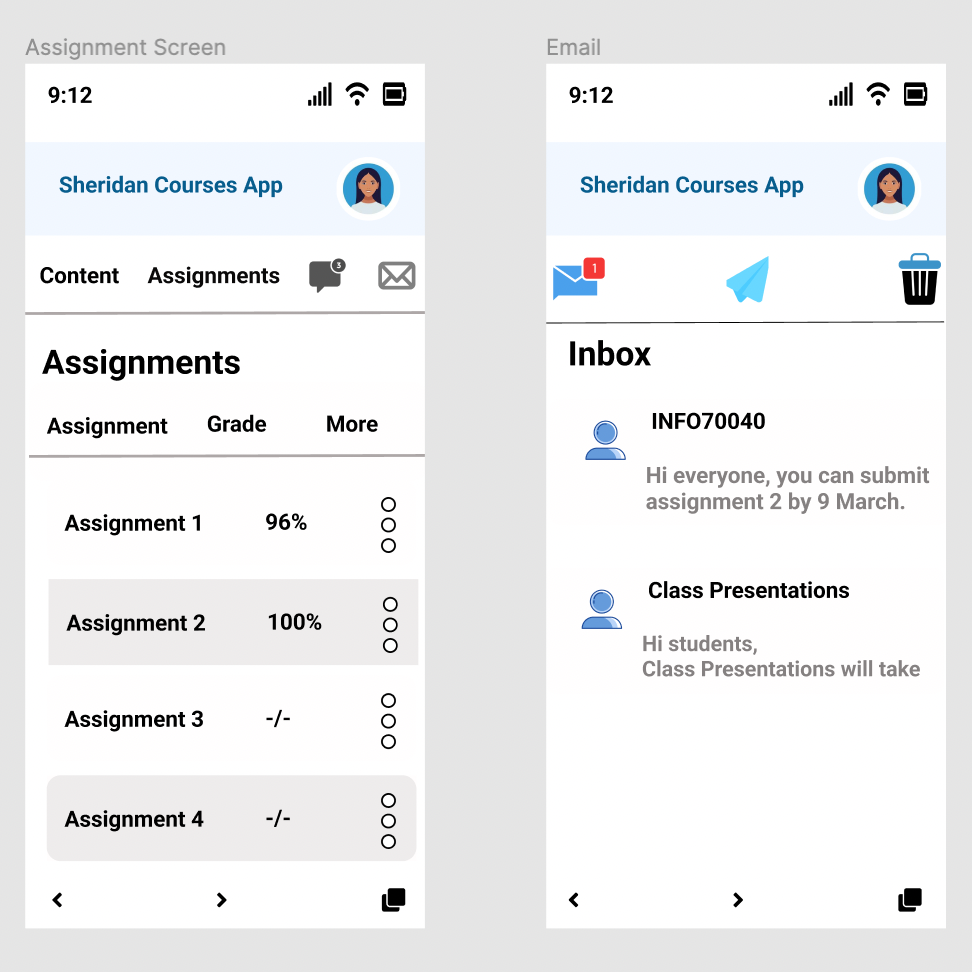 Assignment Screen
9:12
Sheridan Courses App
Content Assignments 3
Assignments
Assignment Grade More
Assignment 1 96%
Assignment 2 100%
Assignment 3 -/-
Assignment 4 -/-
Email
9:12
Sheridan Courses App
1
Inbox
INFO70040
Hi everyone, you can submit
assignment 2 by 9 March.
Class Presentations
Hi students,
Class Presentations will take